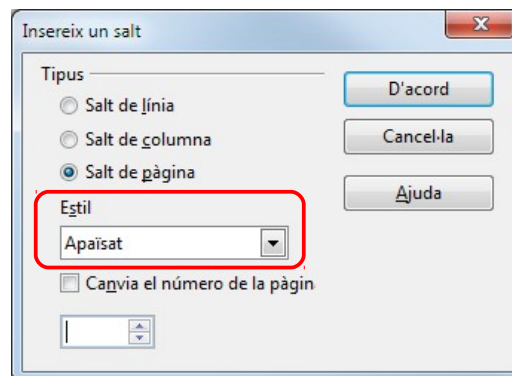 Insereix un salt
Tipus
Salt de línia
Salt de columna
Salt de pàgina
Estil
Apaïsat
Canvia el número de la pàgin
D'acord
Cancel·la
Ajuda